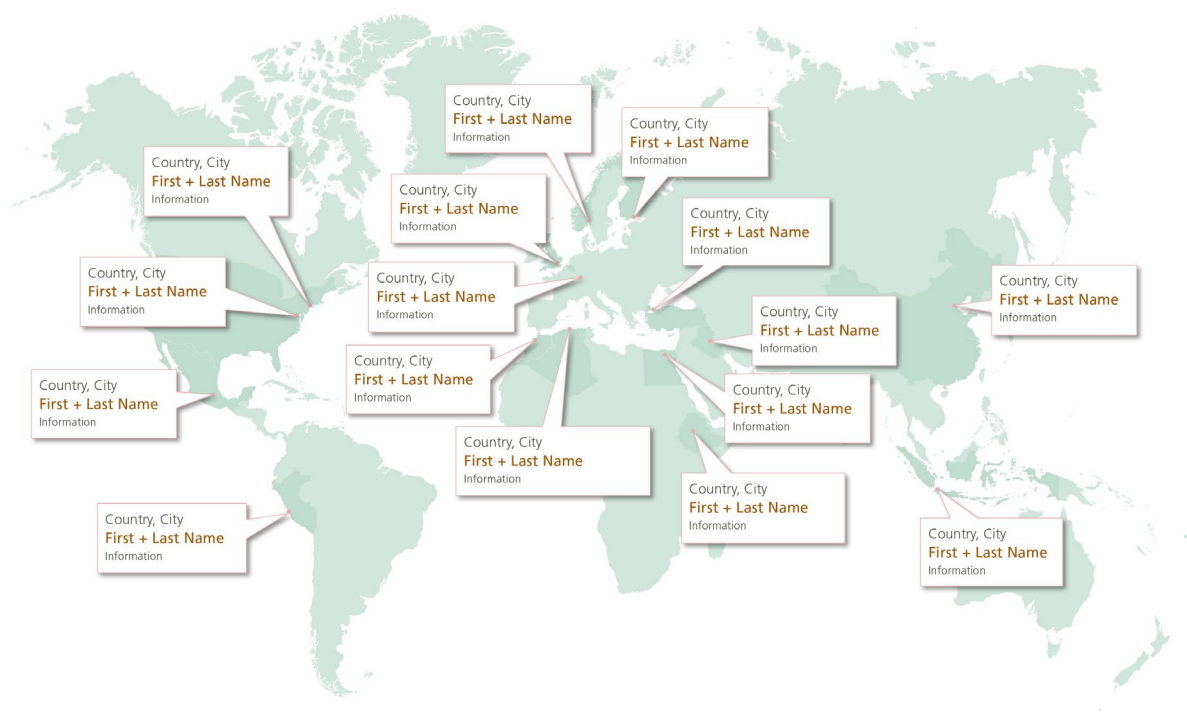 Country, City
First + Last Name
Information
Country, City
First + Last Name
Information
Country, City
First + Last Name
Information
Country, City
First + Last Name
Information
Country, City
First + Last Name
Information
Country, City
First + Last Name
Information
Country, City
First + Last Name
Information
Country, City
First + Last Name
Information
Country, City
First + Last Name
Information
Country, City
First + Last Name
Information
Country, City
First + Last Name
Information
Country, City
First + Last Name
Information
Country, City
First + Last Name
Information
Country, City
First + Last Name
Information
Country, City
First + Last Name
Information
Country, City
First + Last Name
Information